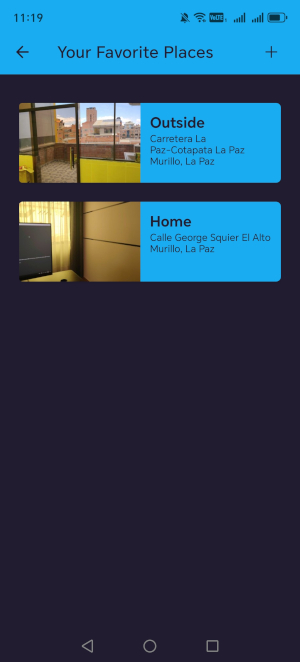 11:19
Your Favorite Places
Outside
Carretera La
Paz-Cotapata La Paz
Murillo, La Paz
Home
Calle George Squier El Alto
Murillo, La Paz